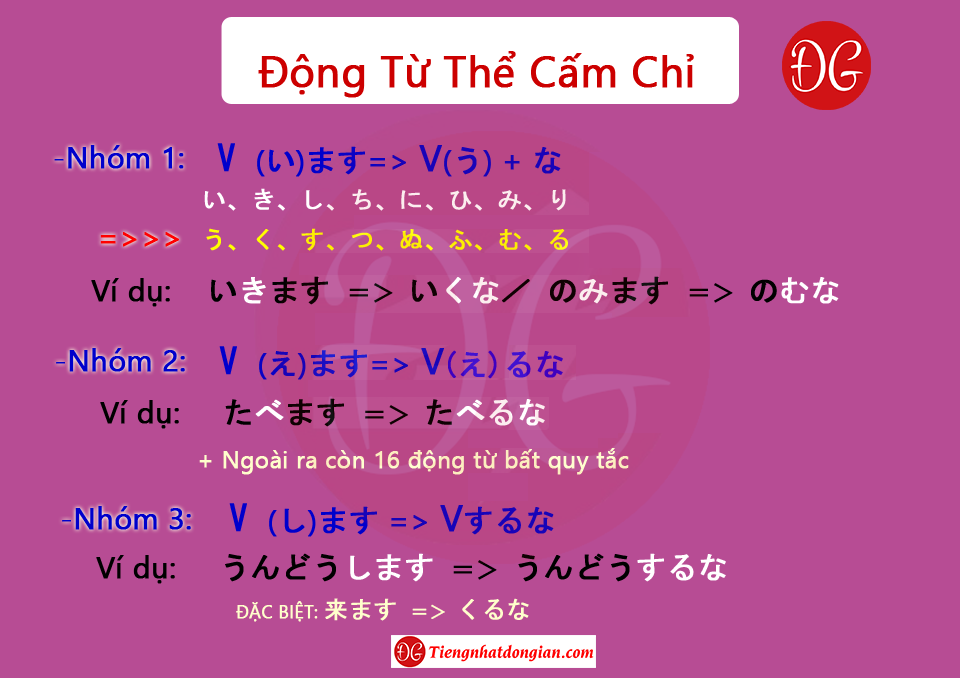 Động Từ Thể Cấm Chỉ
ĐG
-Nhóm 1: V (い)ます=> V(う) + な
い、き、し、ち、に、ひ、み、り
=>>> う、く、す、つ、ぬ、ふ、む、る
Ví dụ: いきます => いくな／ のみます => のむな
-Nhóm 2: V (え)ます=> V(え)るな
Ví dụ: たべます => たべるな
+ Ngoài ra còn 16 động từ bất quy tắc
-Nhóm 3: V (し)ます => Vするな
Ví dụ: うんどうします => うんどうするな
ĐẶC BIỆT: 来ます => くるな
ĐG Tiengnhatdongian.com